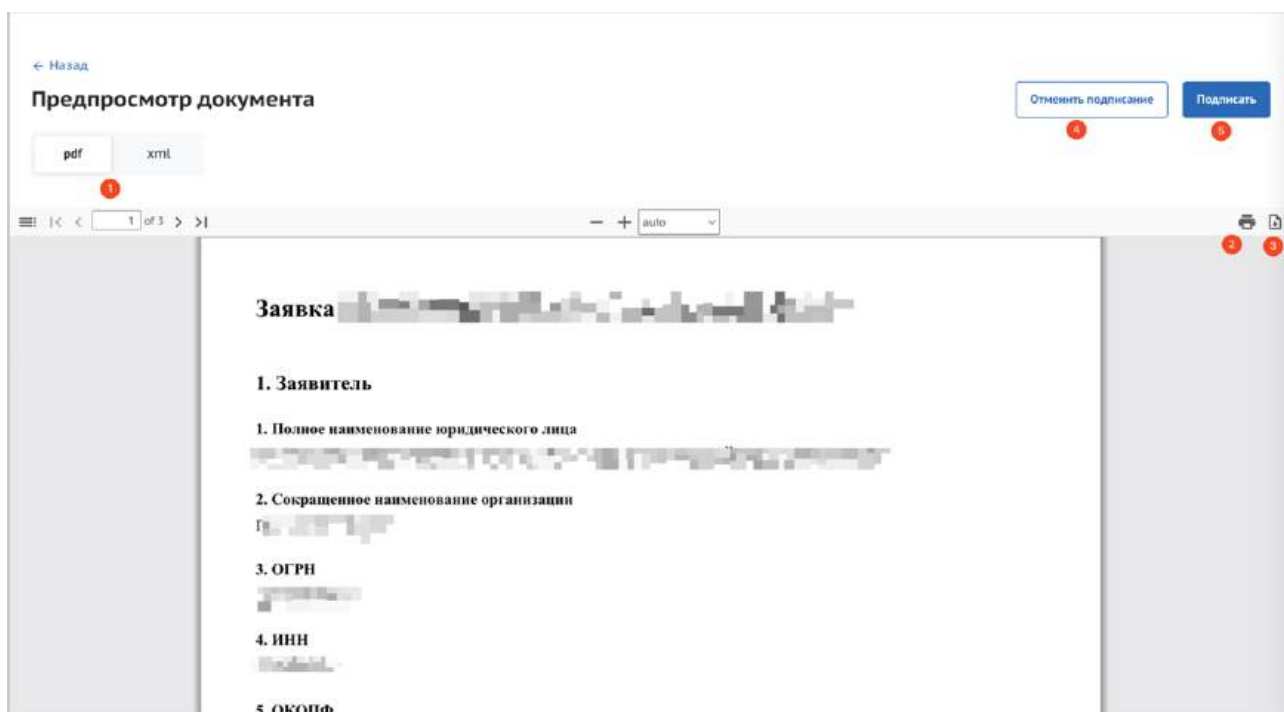 ← Назад
Предпросмотр документа
Отменить подписание
Подписать
4
5
pdf xml
1
1 of 3
auto
2
3
Заявка
1. Заявитель
1. Полное наименование юридического лица
2. Сокращенное наименование организации
3. ОГРН
4. ИНН
5. ОКОПФ